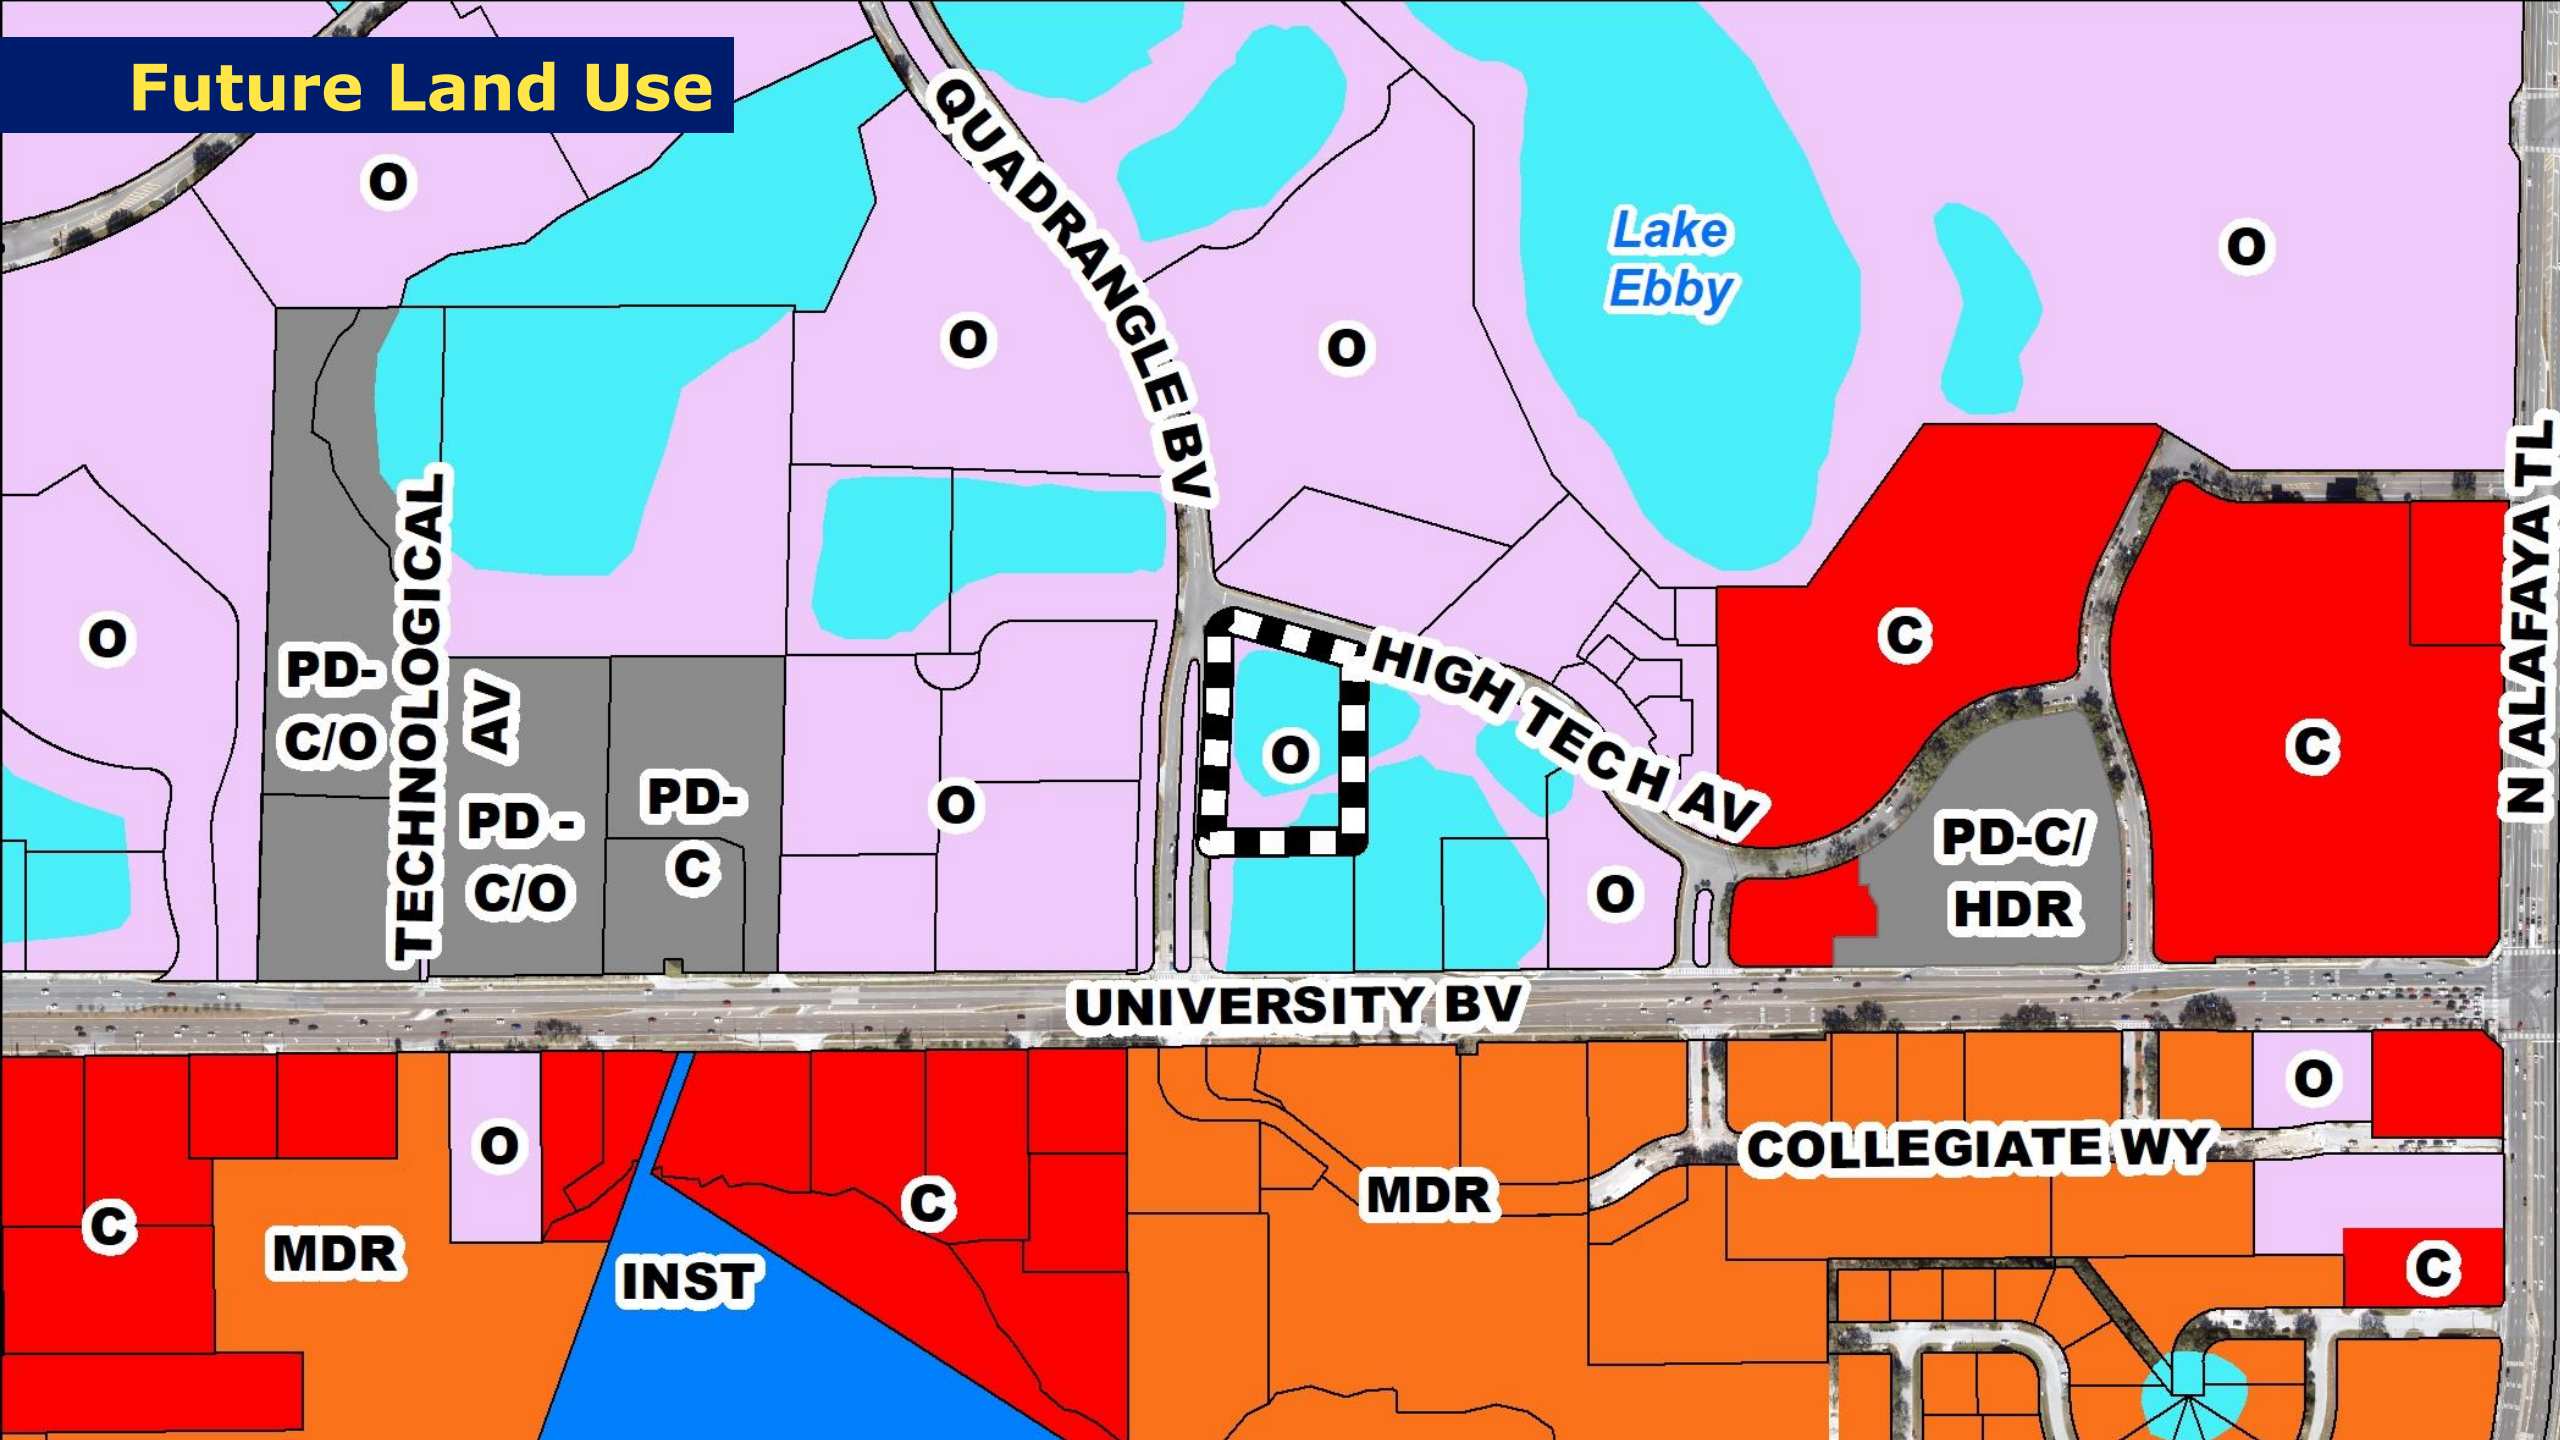 Future Land Use
O
QUADRANGLE BV
Lake
Ebby
O
O
O
N ALAFAYA TL
O
PD-
C/O
TECHNOLOGICAL
AV
PD -
C/O
PD-
C
O
O
HIGH TECH AV
C
C
O
PD-C/
HDR
UNIVERSITY BV
O
O
COLLEGIATE WY
C
MDR
INST
C
MDR
C